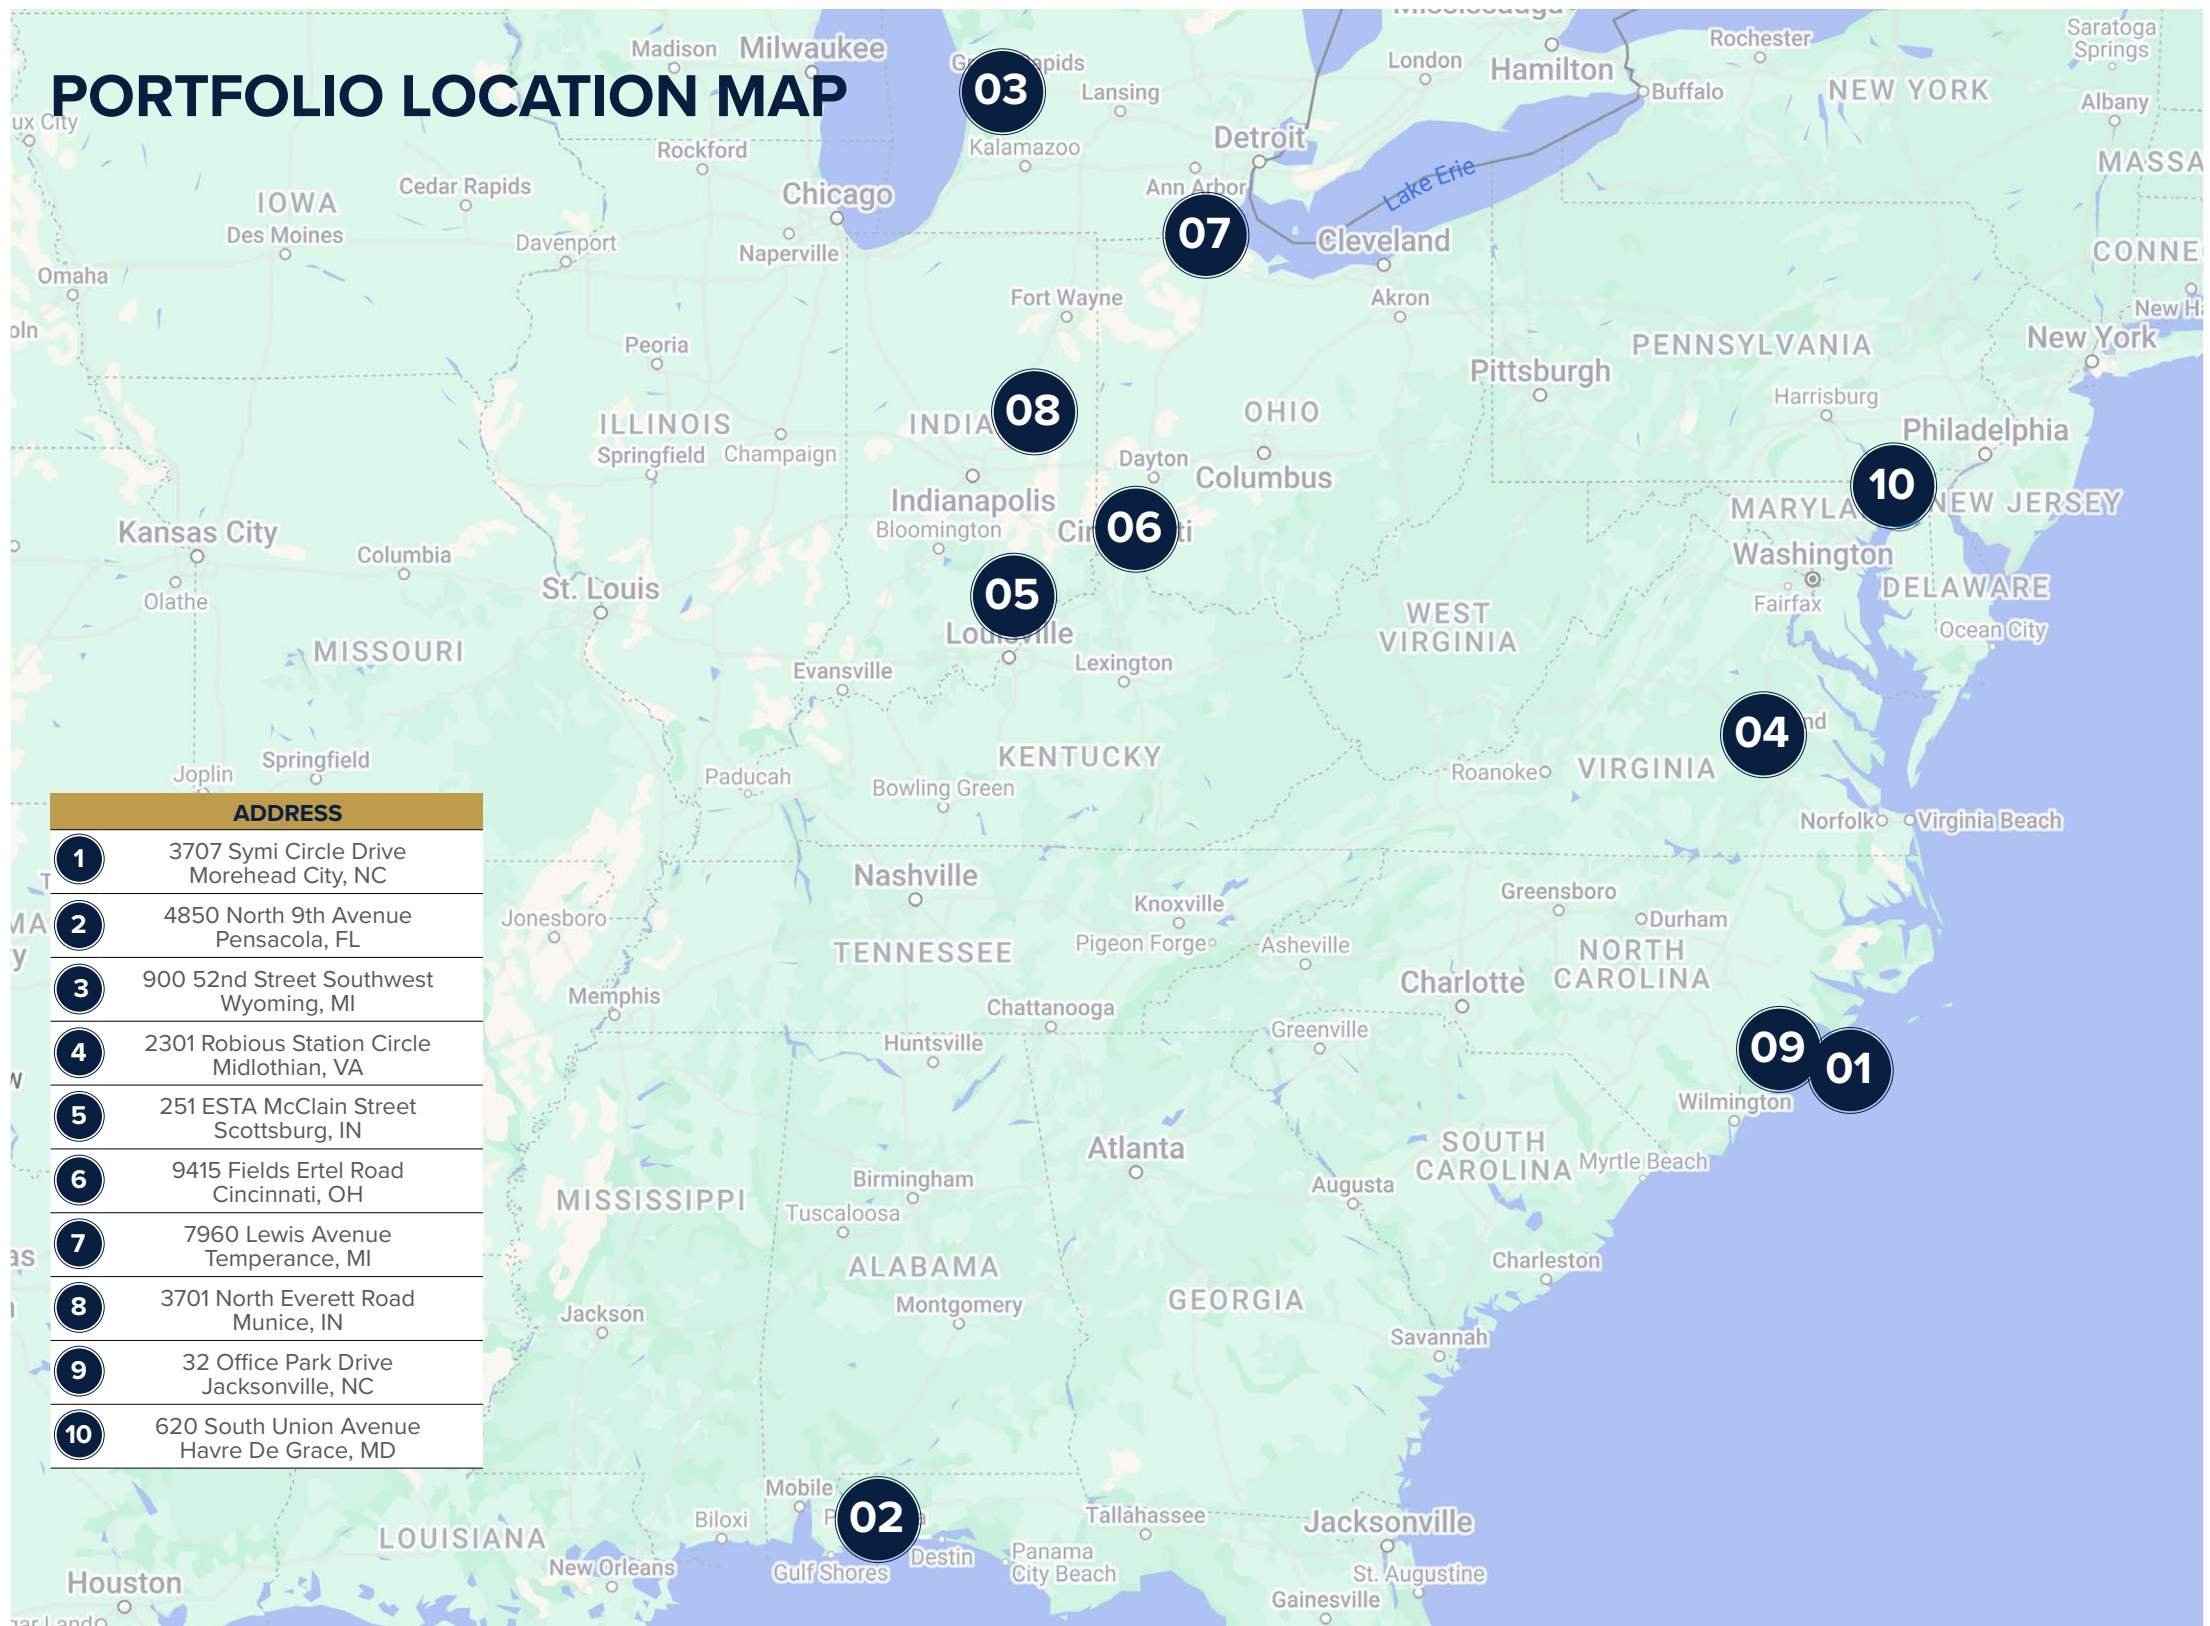 PORTFOLIO LOCATION MAP
Madison
Milwaukee
03
Lansing
London
Hamilton
Rochester
Buffalo
NEW YORK
Saratoga
Springs
Albany
Rockford
Kalamazoo
Detroit
Ann Arbor
Lake Erie
IOWA
Cedar Rapids
Des Moines
Davenport
Chicago
Naperville
07
Cleveland
Omaha
Fort Wayne
Akron
New York
Peoria
PENNSYLVANIA
Pittsburgh
Harrisburg
Philadelphia
ILLINOIS
Springfield
Champaign
08
OHIO
Dayton
Columbus
Indianapolis
Bloomington
06
10
NEW JERSEY
Washington
Fairfax
DELAWARE
Ocean City
Kansas City
Olathe
Columbia
St. Louis
MISSOURI
05
Louisville
Evansville
Lexington
WEST
VIRGINIA
04
KENTUCKY
Roanoke
VIRGINIA
Joplin
Springfield
Paducah
Bowling Green
Norfolk
Virginia Beach
ADDRESS
1
3707 Symi Circle Drive
Morehead City, NC
2
4850 North 9th Avenue
Pensacola, FL
3
900 52nd Street Southwest
Wyoming, MI
4
2301 Robious Station Circle
Midlothian, VA
5
251 ESTA McClain Street
Scottsburg, IN
6
9415 Fields Ertel Road
Cincinnati, OH
7
7960 Lewis Avenue
Temperance, MI
8
3701 North Everett Road
Munice, IN
9
32 Office Park Drive
Jacksonville, NC
10
620 South Union Avenue
Havre De Grace, MD
Nashville
Knoxville
Greensboro
Durham
Jonesboro
TENNESSEE
Pigeon Forge
Asheville
NORTH
CAROLINA
Charlotte
Memphis
Chattanooga
Huntsville
Greenville
09
01
Wilmington
Atlanta
SOUTH
CAROLINA
Myrtle Beach
Birmingham
Augusta
MISSISSIPPI
Tuscaloosa
ALABAMA
Charleston
Jackson
Montgomery
GEORGIA
Savannah
Mobile
02
Biloxi
Tallahassee
Jacksonville
LOUISIANA
New Orleans
Gulf Shores
Destin
Panama
City Beach
St. Augustine
Houston
Gainesville